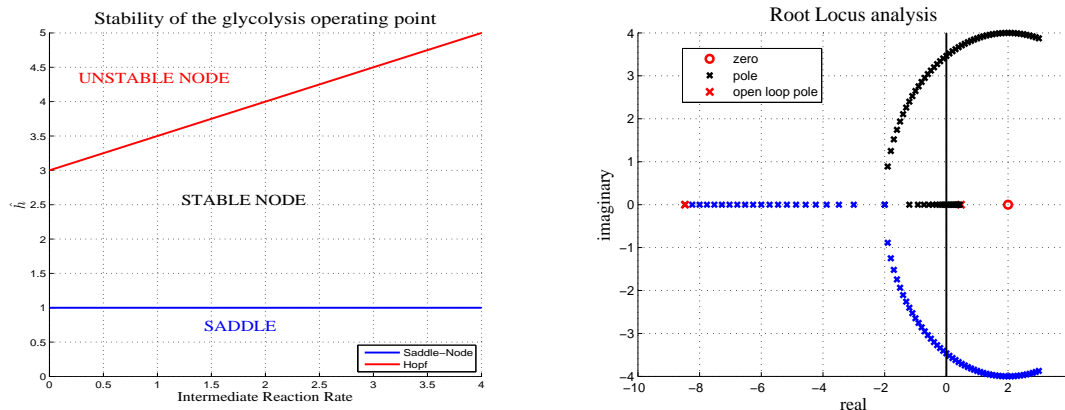 Stability of the glycolysis operating point
5
4.5
4
3.5
3
2.5
2
1.5
1
0.5
0
ĥ
UNSTABLE NODE
STABLE NODE
SADDLE
Saddle−Node
Hopf
0 0.5 1 1.5 2 2.5 3 3.5 4
Intermediate Reaction Rate
Root Locus analysis
4
3
2
1
0
−1
−2
−3
−4
imaginary
zero
pole
open loop pole
−10 −8 −6 −4 −2 0 2
real